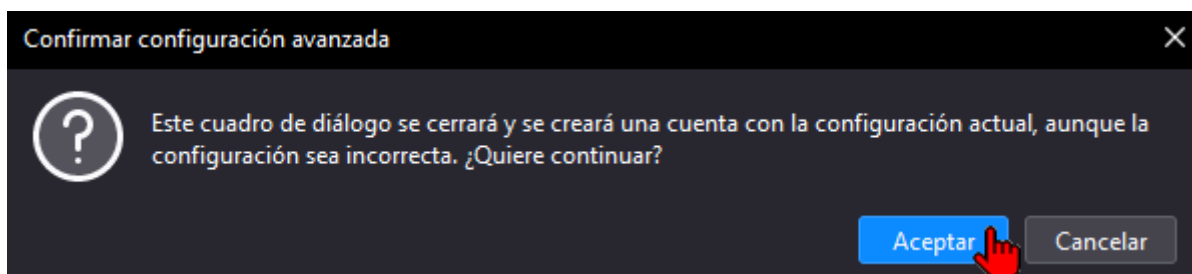 Confirmar configuración avanzada
Este cuadro de diálogo se cerrará y se creará una cuenta con la configuración actual, aunque la
configuración sea incorrecta. ¿Quiere continuar?
Aceptar
Cancelar